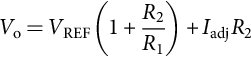 V_o = V_REF (1 + R_2/R_1) + I_adj R_2